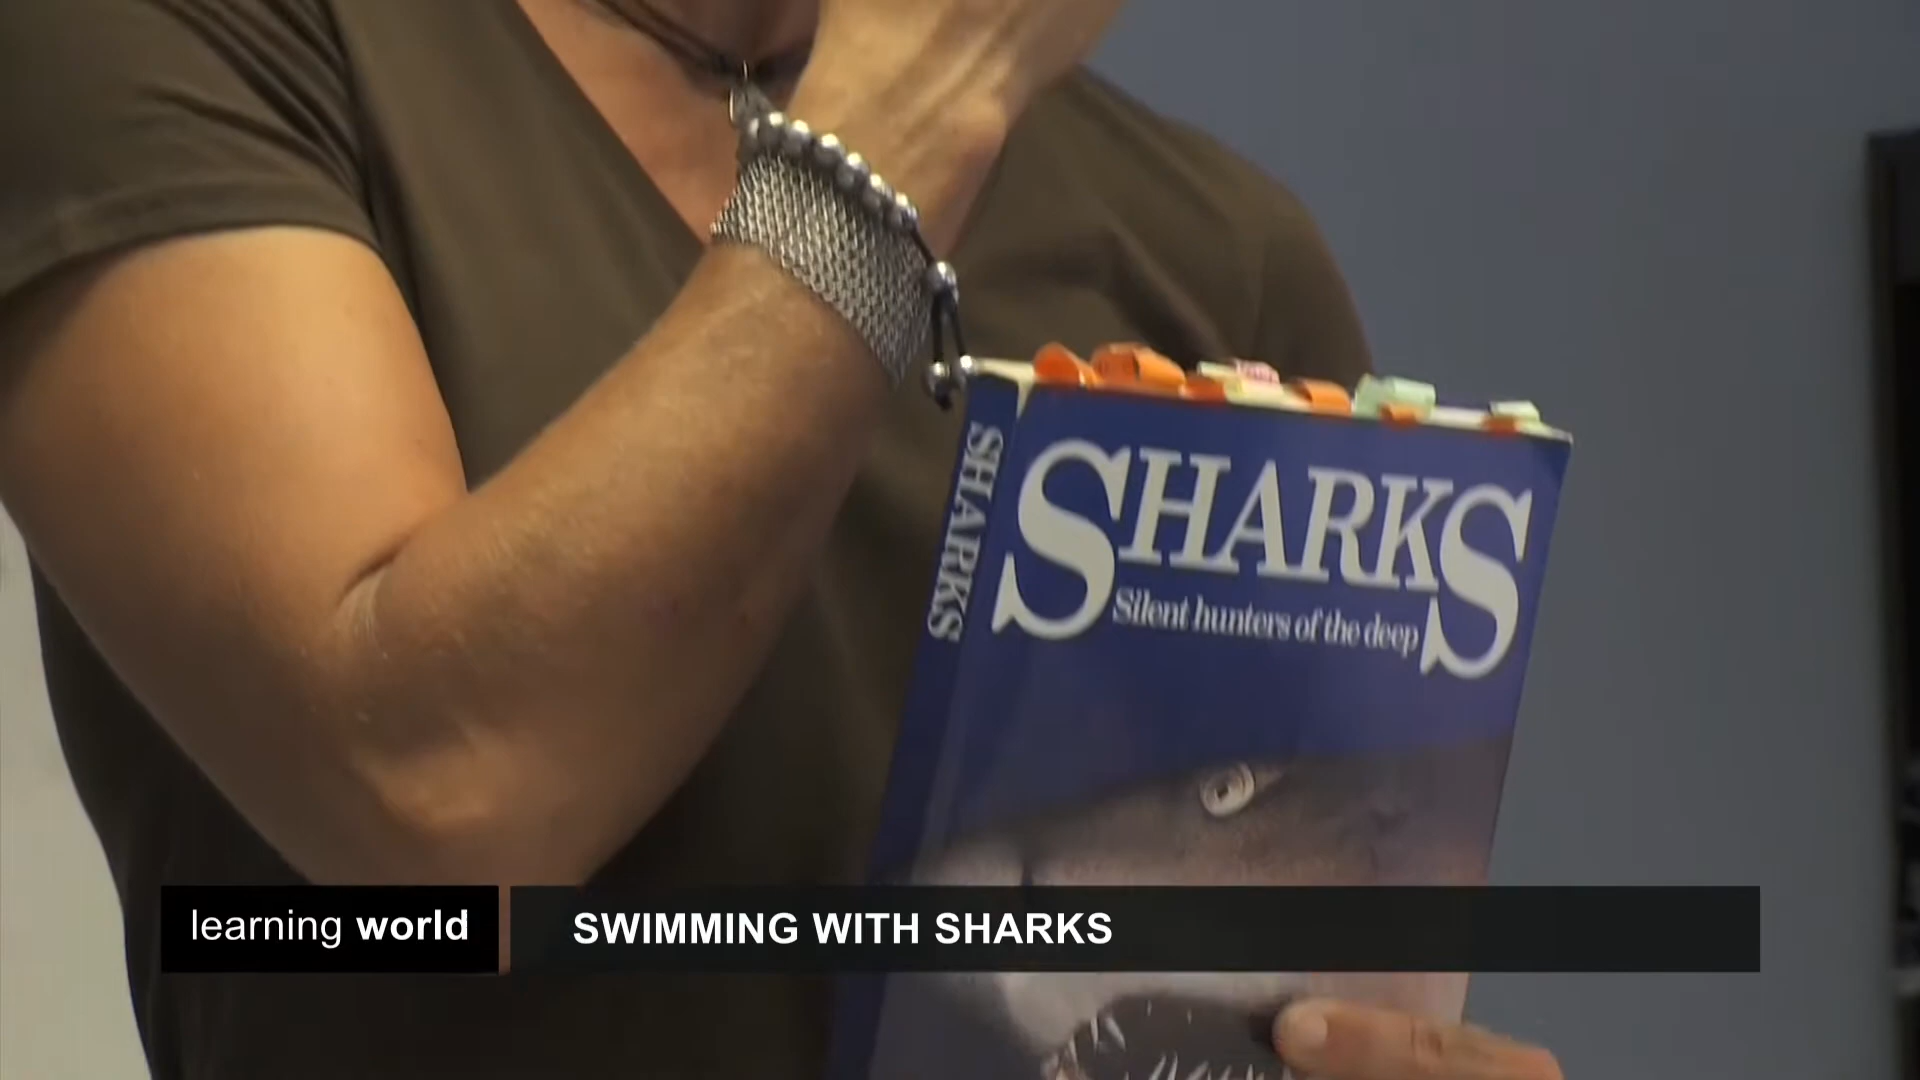 SHARKS
SHARKS
Silent hunters of the deep
learning world
SWIMMING WITH SHARKS